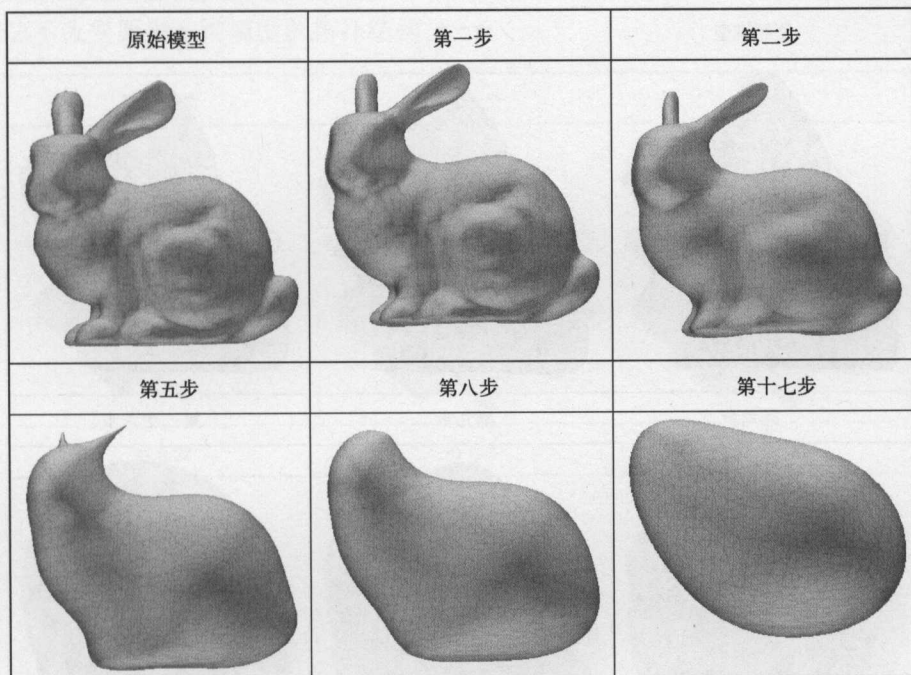 原始模型
第一步
第二步
第五步
第八步
第十七步